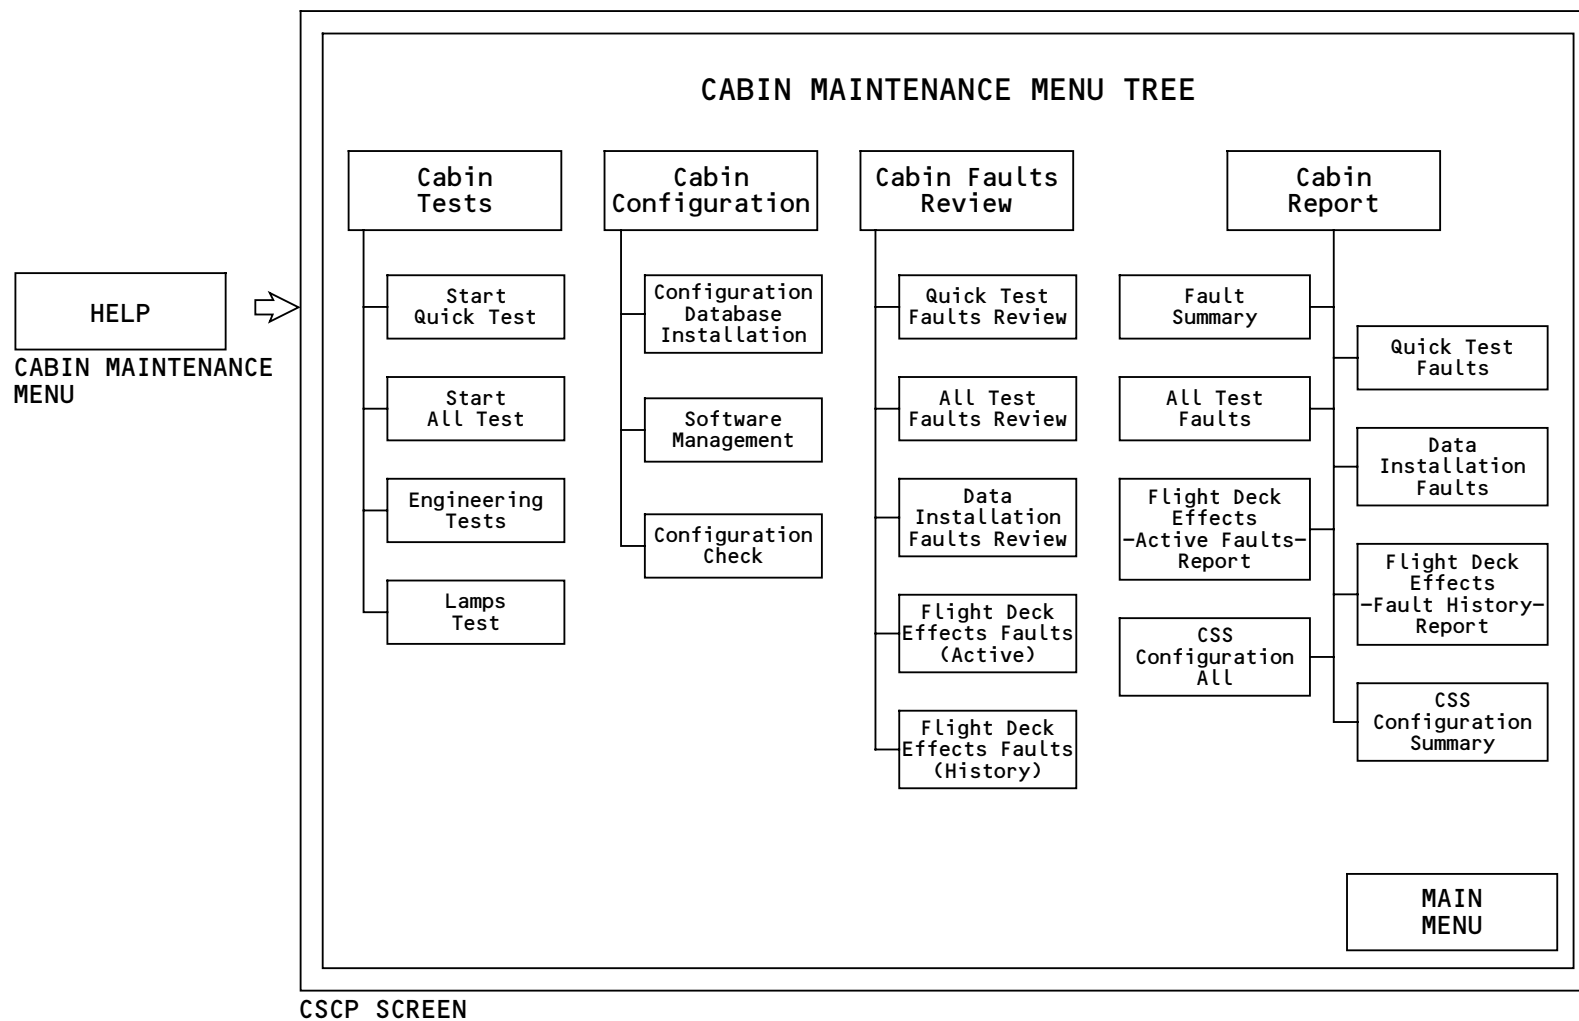 CABIN MAINTENANCE MENU TREE
HELP
CABIN MAINTENANCE
MENU
Cabin
Tests
Start
Quick Test
Start
All Test
Engineering
Tests
Lamps
Test
Cabin
Configuration
Configuration
Database
Installation
Software
Management
Configuration
Check
Cabin Faults
Review
Quick Test
Faults Review
All Test
Faults Review
Data
Installation
Faults Review
Flight Deck
Effects Faults
(Active)
Flight Deck
Effects Faults
(History)
Cabin
Report
Fault
Summary
Quick Test
Faults
All Test
Faults
Data
Installation
Faults
Flight Deck
Effects
-Active Faults-
Report
Flight Deck
Effects
-Fault History-
Report
CSS
Configuration
All
CSS
Configuration
Summary
MAIN
MENU
CSCP SCREEN